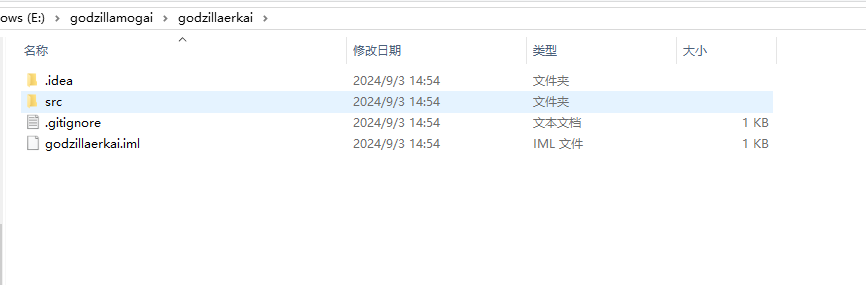 ows (E:) > godzillamogai > godzillaerkai >
名称 修改日期 类型 大小
.idea 2024/9/3 14:54 文件夹
src 2024/9/3 14:54 文件夹
.gitignore 2024/9/3 14:54 文本文档 1 KB
godzillaerkai.iml 2024/9/3 14:54 IML 文件 1 KB